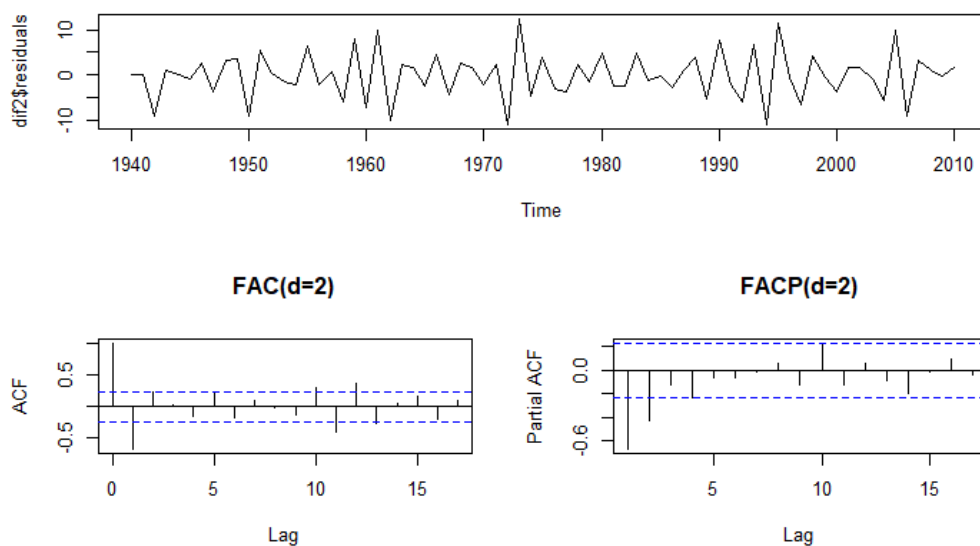 dif2$residuals
10
0
-10
1940 1950 1960 1970 1980 1990 2000 2010
Time
FAC(d=2)
ACF
0.5
-0.5
0 5 10 15
Lag
FACP(d=2)
Partial ACF
0.0
-0.6
5 10 15
Lag